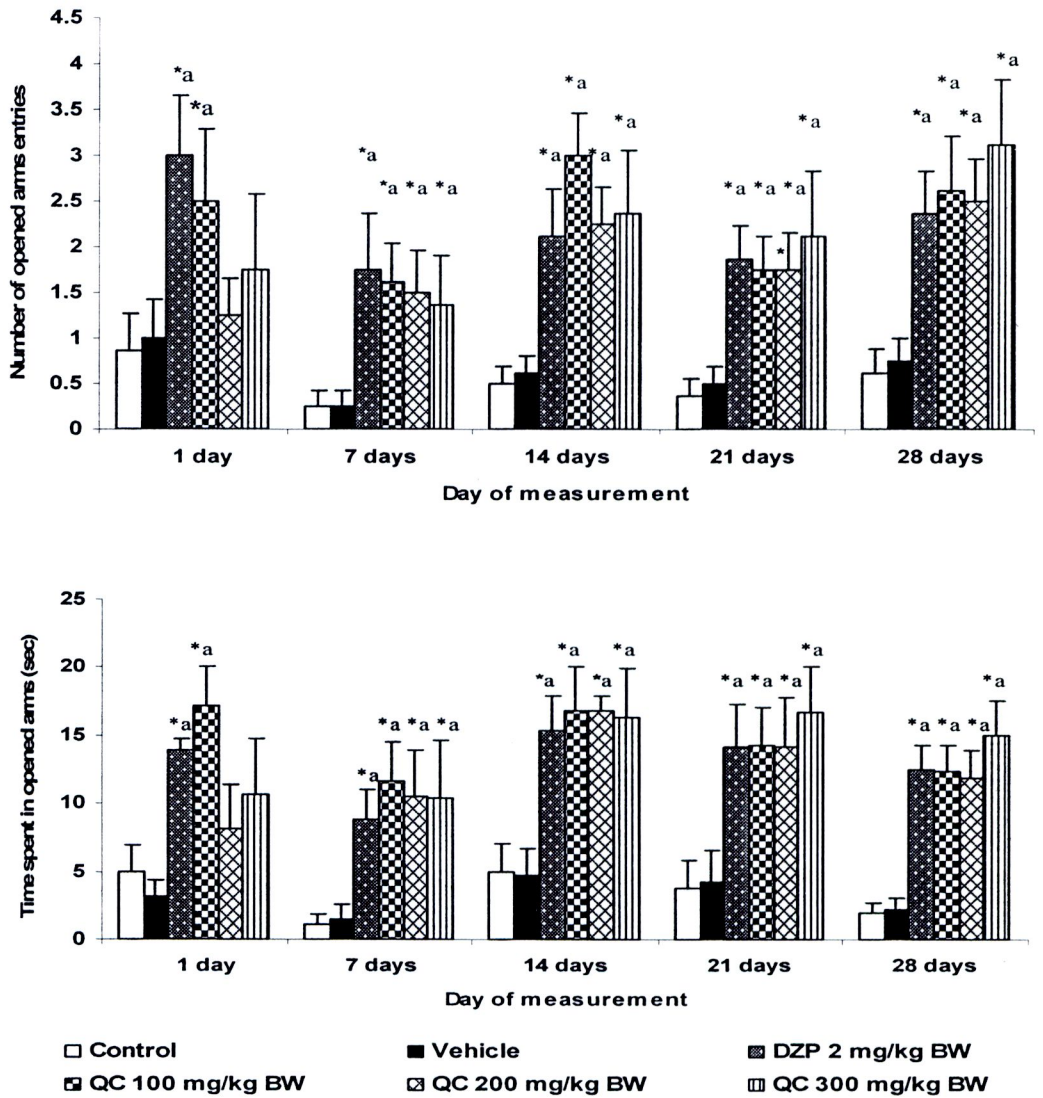 4.5
4
3.5
3
2.5
2
1.5
1
0.5
0
Number of opened arms entries
*a
*a
*a
*a *a *a
*a
*a
*a
*a
*a *a *a
*
*a
*a
*a
*a
*a
1 day 7 days 14 days 21 days 28 days
Day of measurement
25
20
15
10
5
0
Time spent in opened arms (sec)
*a
*a
*a
*a *a *a
*a
*a
*a
*a
*a *a *a
*a
*a *a *a
*a
1 day 7 days 14 days 21 days 28 days
Day of measurement
Control Vehicle DZP 2 mg/kg BW
QC 100 mg/kg BW QC 200 mg/kg BW QC 300 mg/kg BW